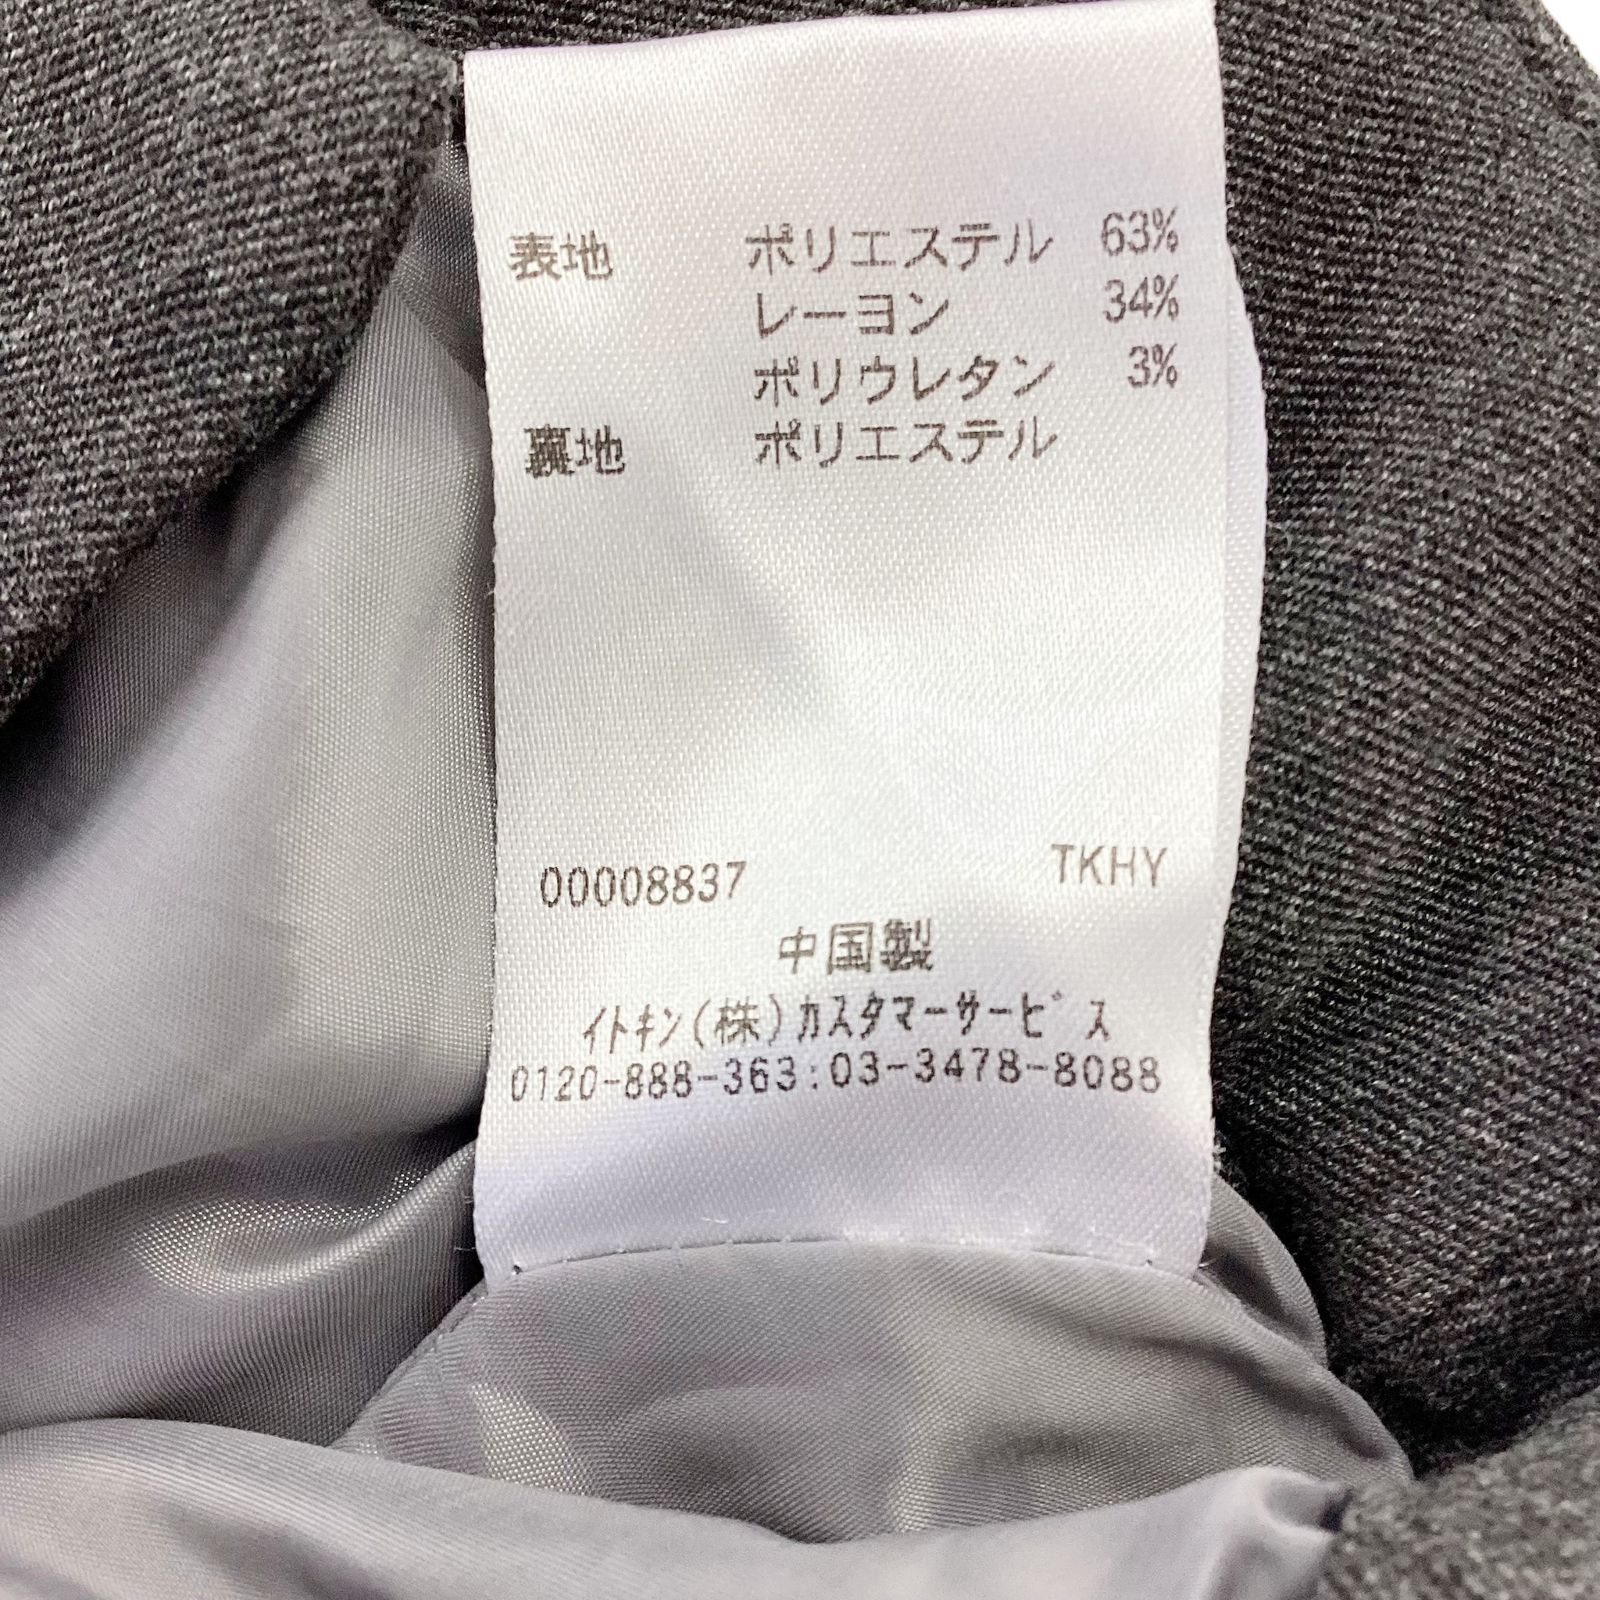 表地 ポリエステル 63%
レーヨン 34%
ポリウレタン 3%
裏地 ポリエステル
00008837 TKHY
中国製
イトキン(株)カスタマーサービス
0120-888-363:03-3478-8088